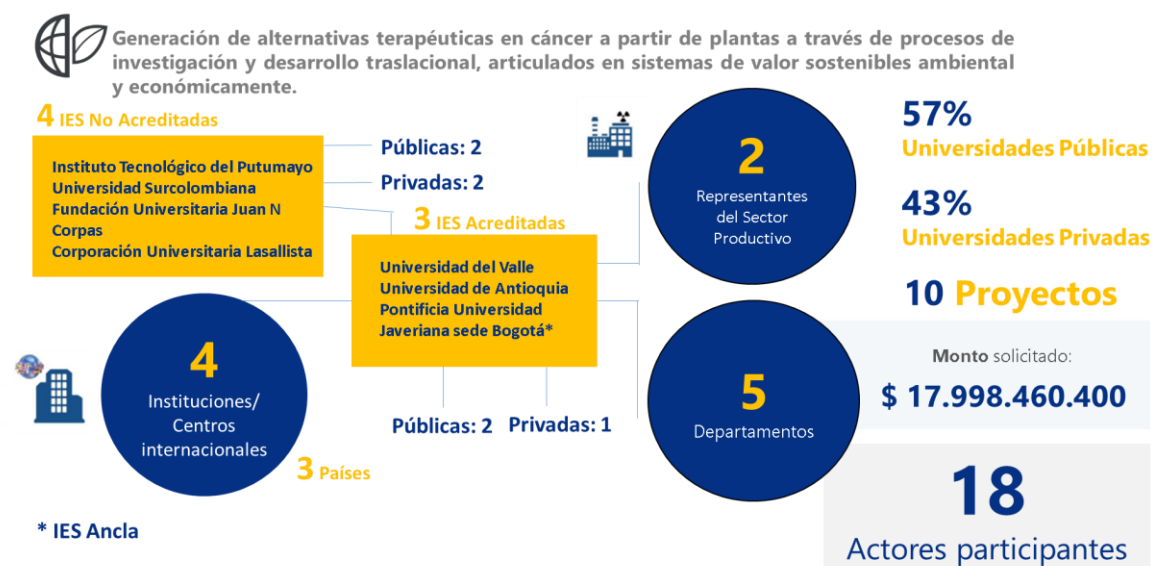 Generación de alternativas terapéuticas en cáncer a partir de plantas a través de procesos de
investigación y desarrollo traslacional, articulados en sistemas de valor sostenibles ambiental
y económicamente.
4 IES No Acreditadas
Instituto Tecnológico del Putumayo
Universidad Surcolombiana
Fundación Universitaria Juan N
Corpas
Corporación Universitaria Lasallista
Públicas: 2
Privadas: 2
3 IES Acreditadas
Universidad del Valle
Universidad de Antioquia
Pontificia Universidad
Javeriana sede Bogotá*
Públicas: 2
Privadas: 1
4
Instituciones/
Centros
internacionales
3 Países
2
Representantes
del Sector
Productivo
5
Departamentos
57%
Universidades Públicas
43%
Universidades Privadas
10 Proyectos
Monto solicitado:
$ 17.998.460.400
18
Actores participantes
* IES Ancla